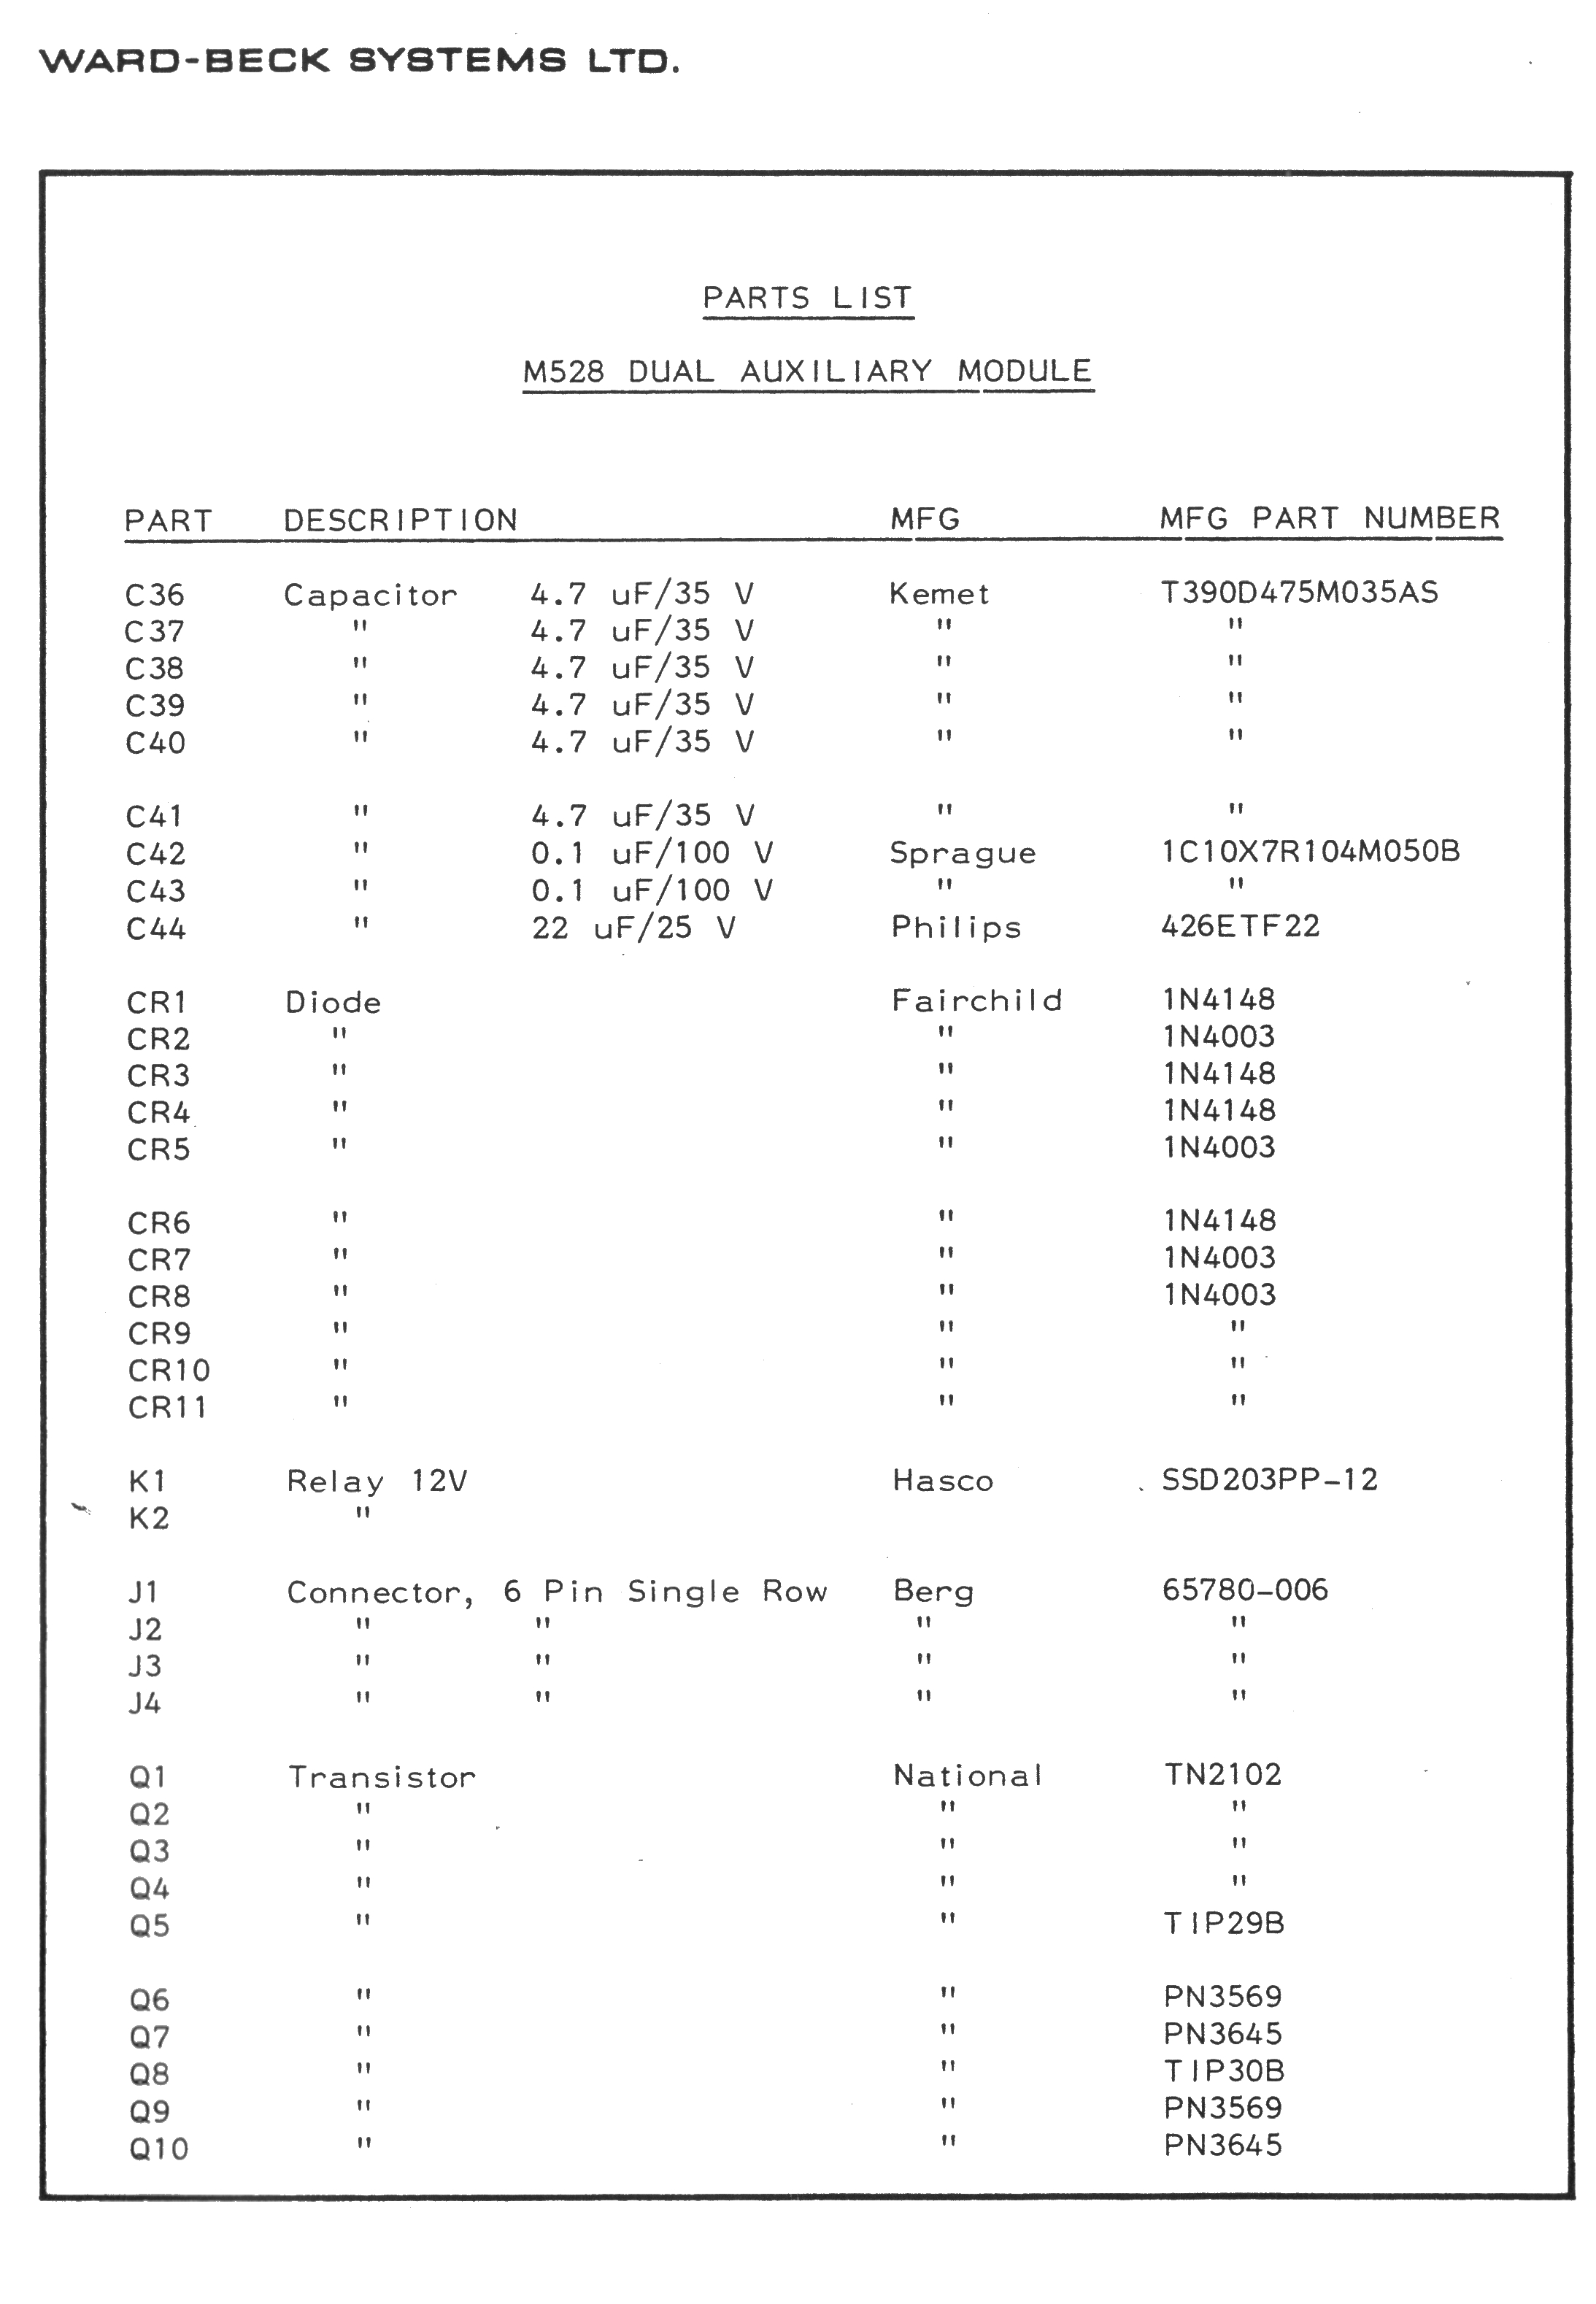 WARD-BECK SYSTEMS LTD.
PARTS LIST
M528 DUAL AUXILIARY MODULE
PART DESCRIPTION MFG MFG PART NUMBER
C36 Capacitor 4.7 uF/35 V Kemet T390D475M035AS
C37 " 4.7 uF/35 V " "
C38 " 4.7 uF/35 V " "
C39 " 4.7 uF/35 V " "
C40 " 4.7 uF/35 V " "
C41 " 4.7 uF/35 V " "
C42 " 0.1 uF/100 V Sprague 1C10X7R104M050B
C43 " 0.1 uF/100 V " "
C44 " 22 uF/25 V Philips 426ETF22
CR1 Diode Fairchild 1N4148
CR2 " " 1N4003
CR3 " " 1N4148
CR4 " " 1N4148
CR5 " " 1N4003
CR6 " " 1N4148
CR7 " " 1N4003
CR8 " " 1N4003
CR9 " " "
CR10 " " "
CR11 " " "
K1 Relay 12V Hasco SSD203PP-12
K2 "
J1 Connector, 6 Pin Single Row Berg 65780-006
J2 " " " "
J3 " " " "
J4 " " " "
Q1 Transistor National TN2102
Q2 " " "
Q3 " " "
Q4 " " "
Q5 " " TIP29B
Q6 " " PN3569
Q7 " " PN3645
Q8 " " TIP30B
Q9 " " PN3569
Q10 " " PN3645